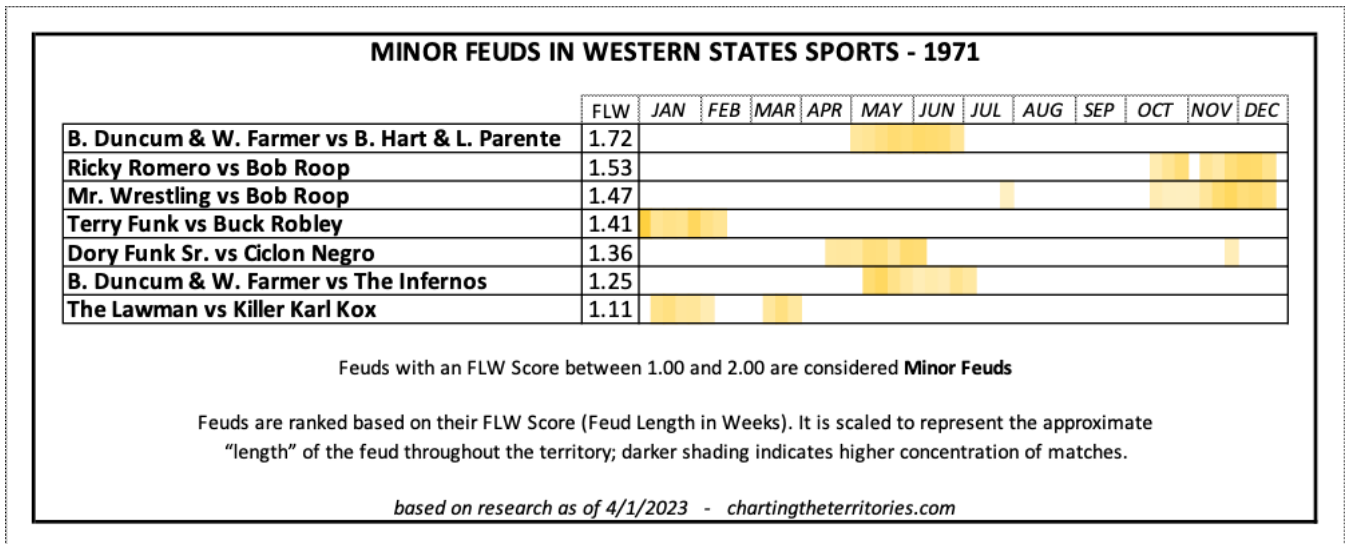 MINOR FEUDS IN WESTERN STATES SPORTS - 1971
FLW JAN FEB MAR APR MAY JUN JUL AUG SEP OCT NOV DEC
B. Duncum & W. Farmer vs B. Hart & L. Parente 1.72
Ricky Romero vs Bob Roop 1.53
Mr. Wrestling vs Bob Roop 1.47
Terry Funk vs Buck Robley 1.41
Dory Funk Sr. vs Ciclon Negro 1.36
B. Duncum & W. Farmer vs The Infernos 1.25
The Lawman vs Killer Karl Kox 1.11
Feuds with an FLW Score between 1.00 and 2.00 are considered Minor Feuds
Feuds are ranked based on their FLW Score (Feud Length in Weeks). It is scaled to represent the approximate
“length” of the feud throughout the territory; darker shading indicates higher concentration of matches.
based on research as of 4/1/2023 - chartingtheterritories.com